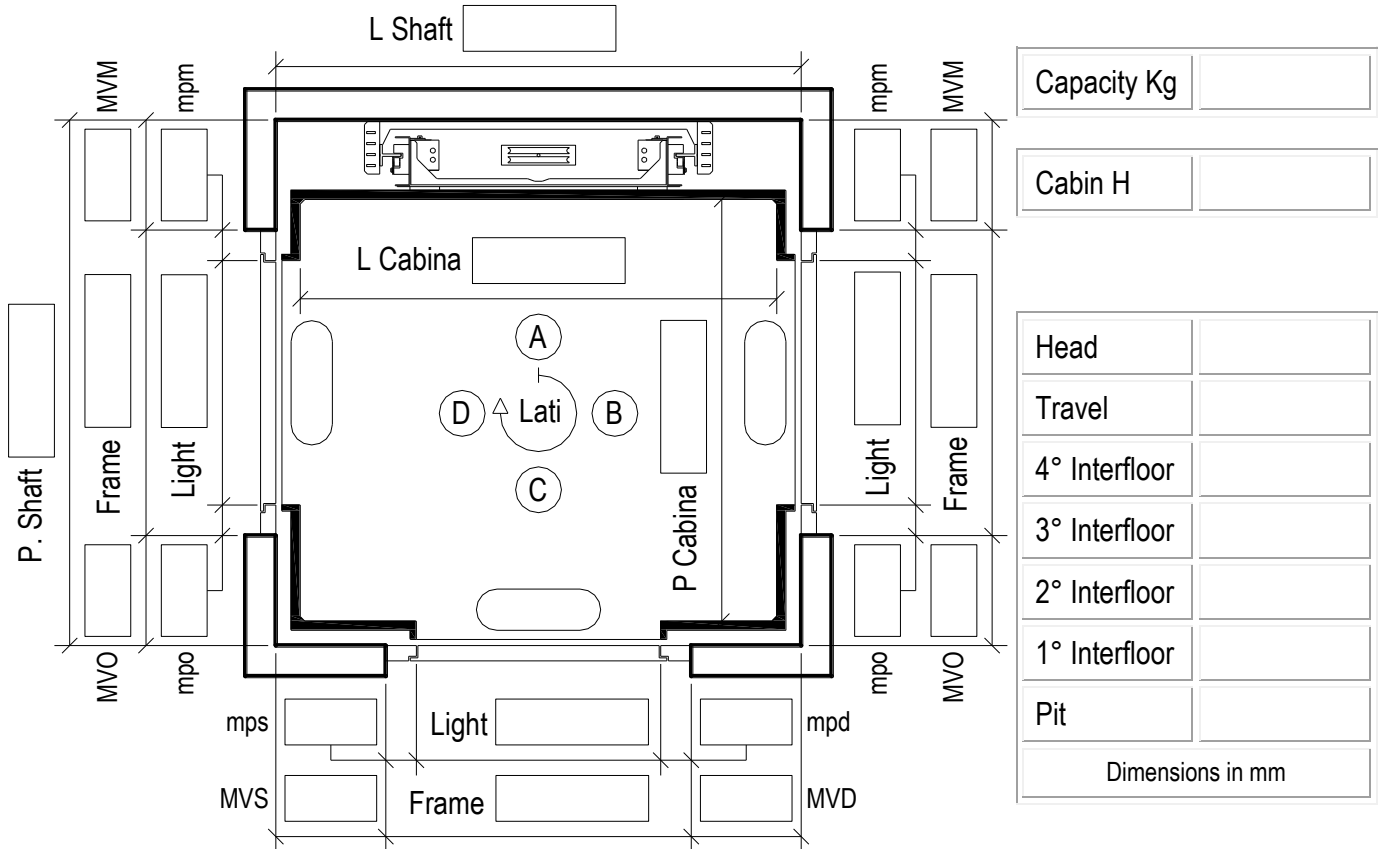 L Shaft
MVM
mpm
mpm
MVM
Capacity Kg
Cabin H
L Cabina
P. Shaft
Frame
Light
A
D
Lati
B
C
P Cabina
Light
Frame
Head
Travel
4° Interfloor
3° Interfloor
2° Interfloor
1° Interfloor
Pit
Dimensions in mm
MVO
mpo
mpo
MVO
mps
Light
mpd
MVS
Frame
MVD